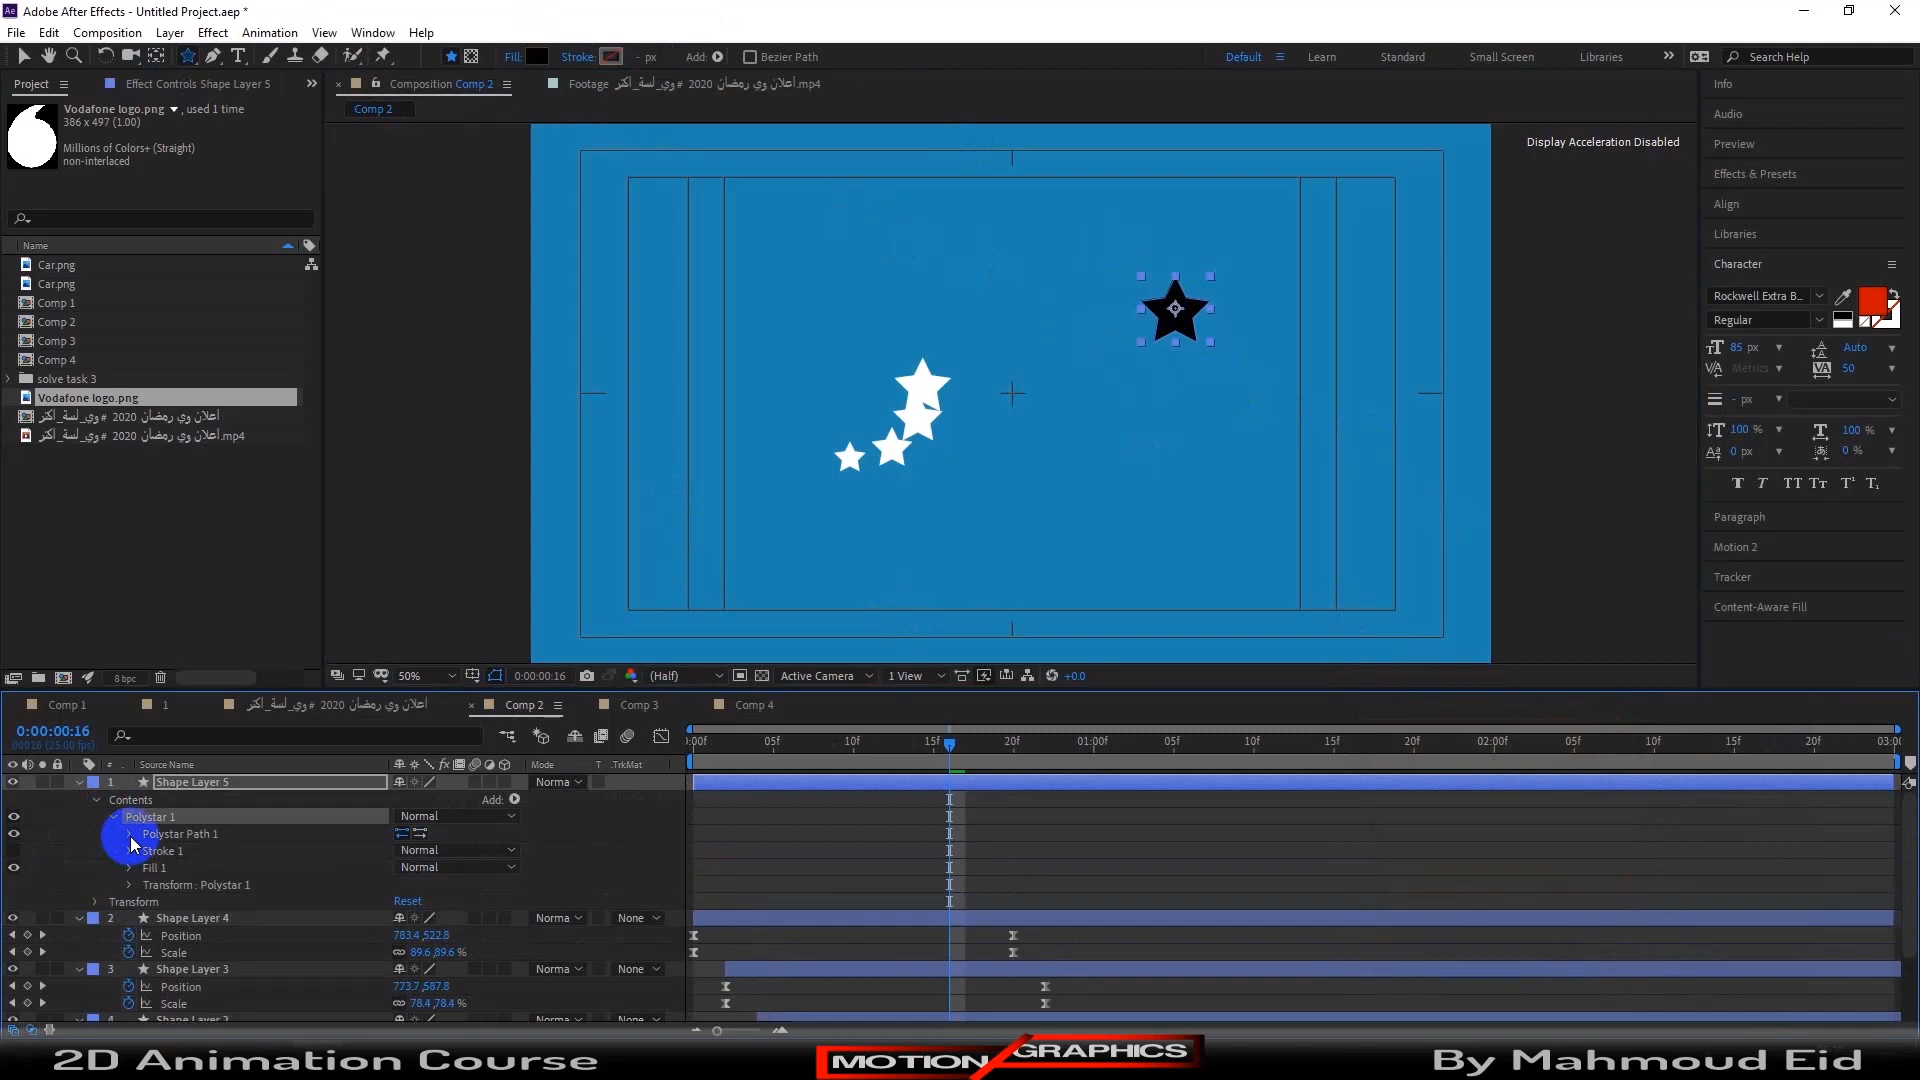 Adobe After Effects - Untitled Project.aep *
File Edit Composition Layer Effect Animation View Window Help
Fill: Stroke: - px Add: Bezier Path Default Learn Standard Small Screen Libraries Search Help
Project Effect Controls Shape Layer 5
Composition Comp 2 Footage اعلان وي رمضان 2020 #وي_لسة_اكتر.mp4
Comp 2
Vodafone logo.png , used 1 time
386 x 497 (1.00)
Millions of Colors+ (Straight)
non-interlaced
Name
Car.png
Car.png
Comp 1
Comp 2
Comp 3
Comp 4
solve task 3
Vodafone logo.png
اعلان وي رمضان 2020 #وي_لسة_اكتر
اعلان وي رمضان 2020 #وي_لسة_اكتر.mp4
8 bpc
Display Acceleration Disabled
50% 0:00:00:16 (Half) Active Camera 1 View +0.0
Info
Audio
Preview
Effects & Presets
Align
Libraries
Character
Rockwell Extra B...
Regular
85 px Auto
Metrics 50
- px
100 % 100 %
0 px 0 %
T T TT Tт T¹ T₁
Paragraph
Motion 2
Tracker
Content-Aware Fill
Comp 1 1 اعلان وي رمضان 2020 #وي_لسة_اكتر Comp 2 Comp 3 Comp 4
0:00:00:16
00016 (25.00 fps)
:00f 05f 10f 15f 20f 01:00f 05f 10f 15f 20f 02:00f 05f 10f 15f 20f 03:00
# Source Name Mode T .TrkMat
1 Shape Layer 5 Norma
Contents Add:
Polystar 1 Normal
Polystar Path 1
Stroke 1 Normal
Fill 1 Normal
Transform: Polystar 1
Transform Reset
2 Shape Layer 4 Norma None
Position 783.4,522.8
Scale 89.6,89.6 %
3 Shape Layer 3 Norma None
Position 773.7,587.8
Scale 78.4,78.4 %
4 Shape Layer 2 Norma None
2D Animation Course MOTION GRAPHICS By Mahmoud Eid